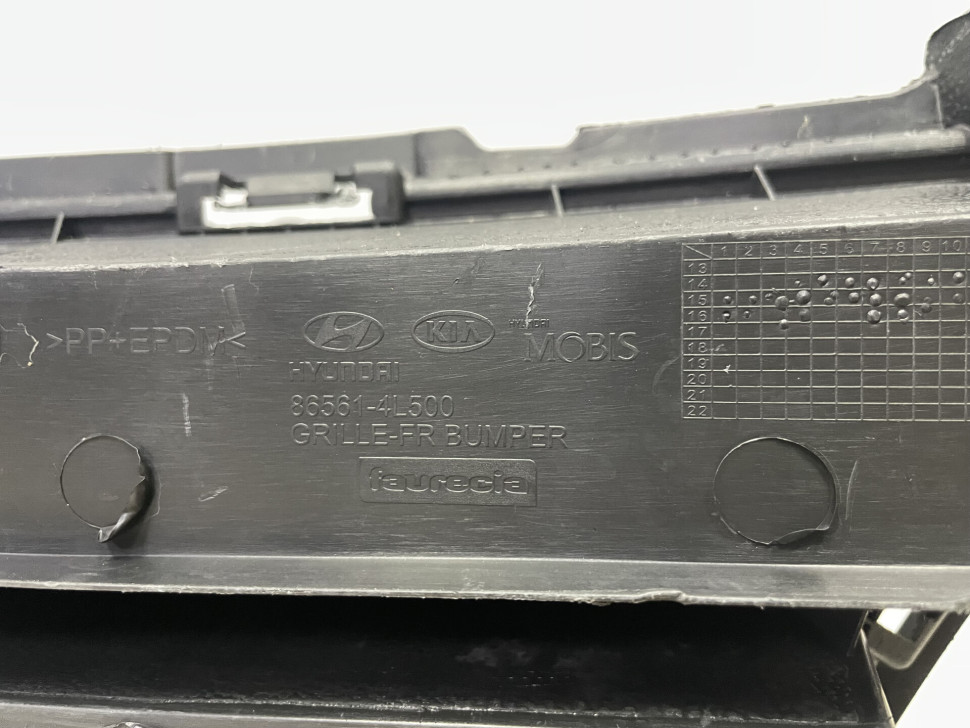 >PP+EPDM<
KIA
HYUNDAI
MOBIS
HYUNDAI
86561-4L500
GRILLE-FR BUMPER
faurecia
1 2 3 4 5 6 7 8 9 10
13
14
15
16
17
18
19
20
21
22